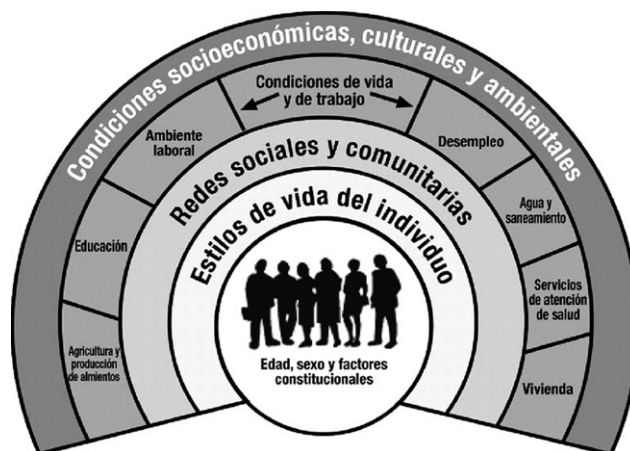 Condiciones socioeconómicas, culturales y ambientales
Condiciones de vida
y de trabajo
Ambiente
laboral
Desempleo
Educación
Agua y
saneamiento
Agricultura y
producción
de almientos
Servicios
de atención
de salud
Vivienda
Redes sociales y comunitarias
Estilos de vida del individuo
Edad, sexo y factores
constitucionales